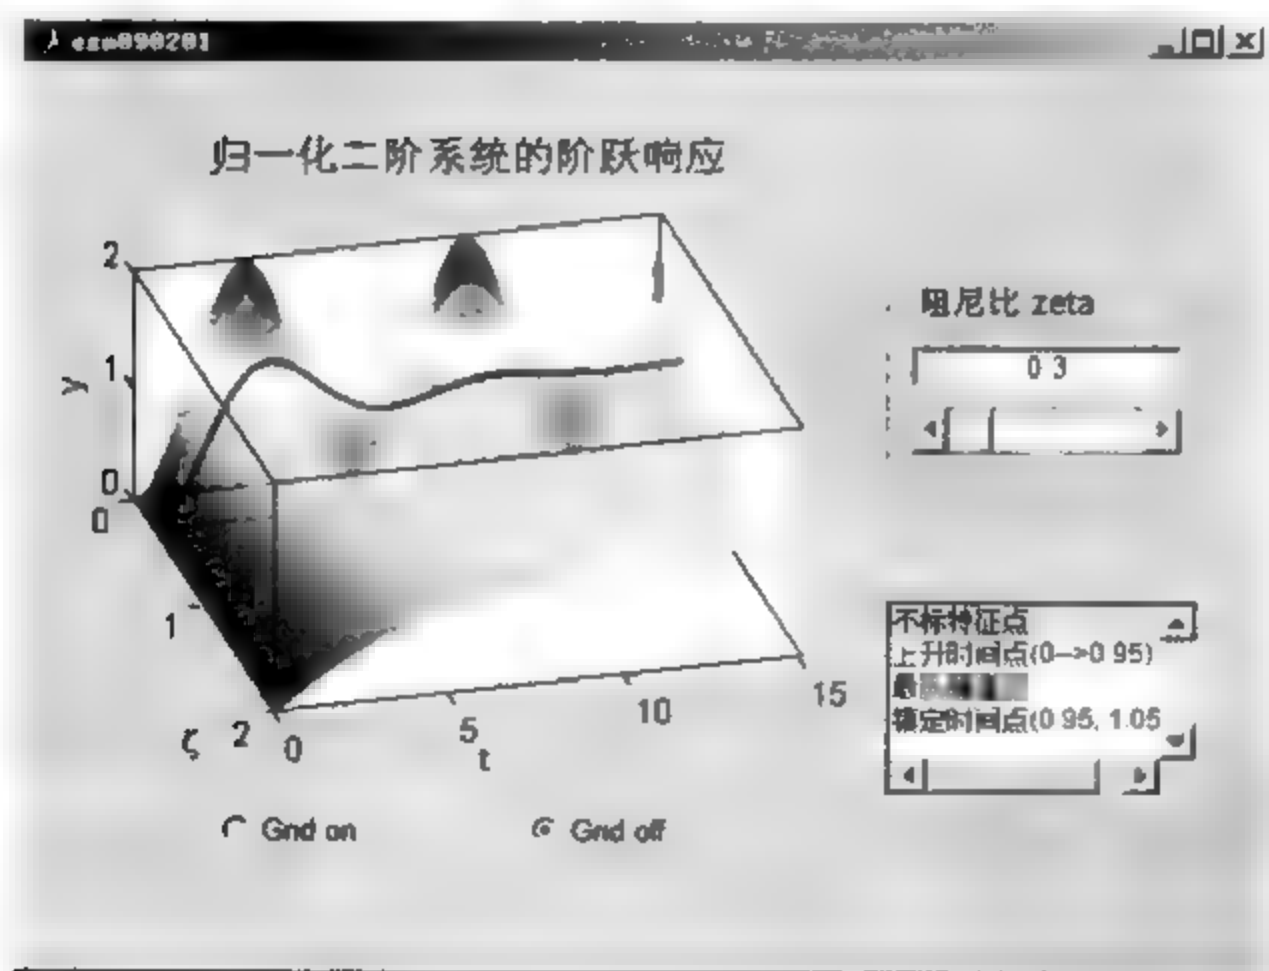 归一化二阶系统的阶跃响应
2
1
0
y
0
1
2
ζ
0
5
10
15
t
阻尼比 zeta
0 3
不标特征点
上升时间点(0-->0 95)
镇定时间点(0 95, 1.05
Grid on
Grid off